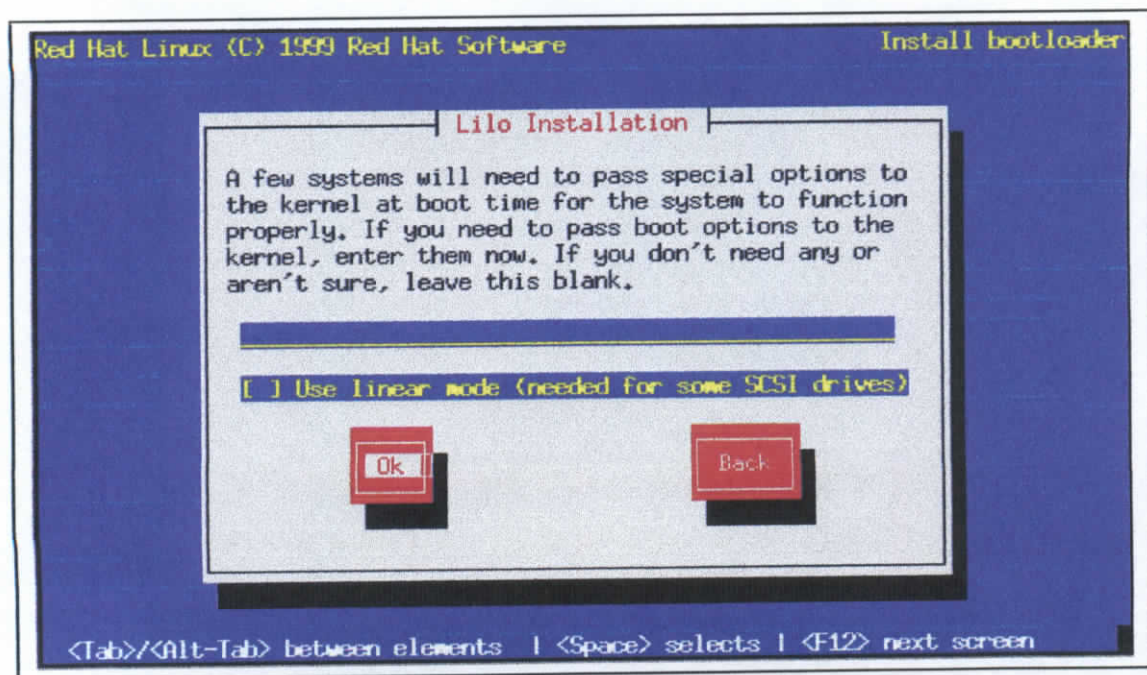 Red Hat Linux (C) 1999 Red Hat Software Install bootloader
Lilo Installation
A few systems will need to pass special options to
the kernel at boot time for the system to function
properly. If you need to pass boot options to the
kernel, enter them now. If you don't need any or
aren't sure, leave this blank.
[ ] Use linear mode (needed for some SCSI drives)
Ok Back
<Tab>/<Alt-Tab> between elements | <Space> selects | <F12> next screen